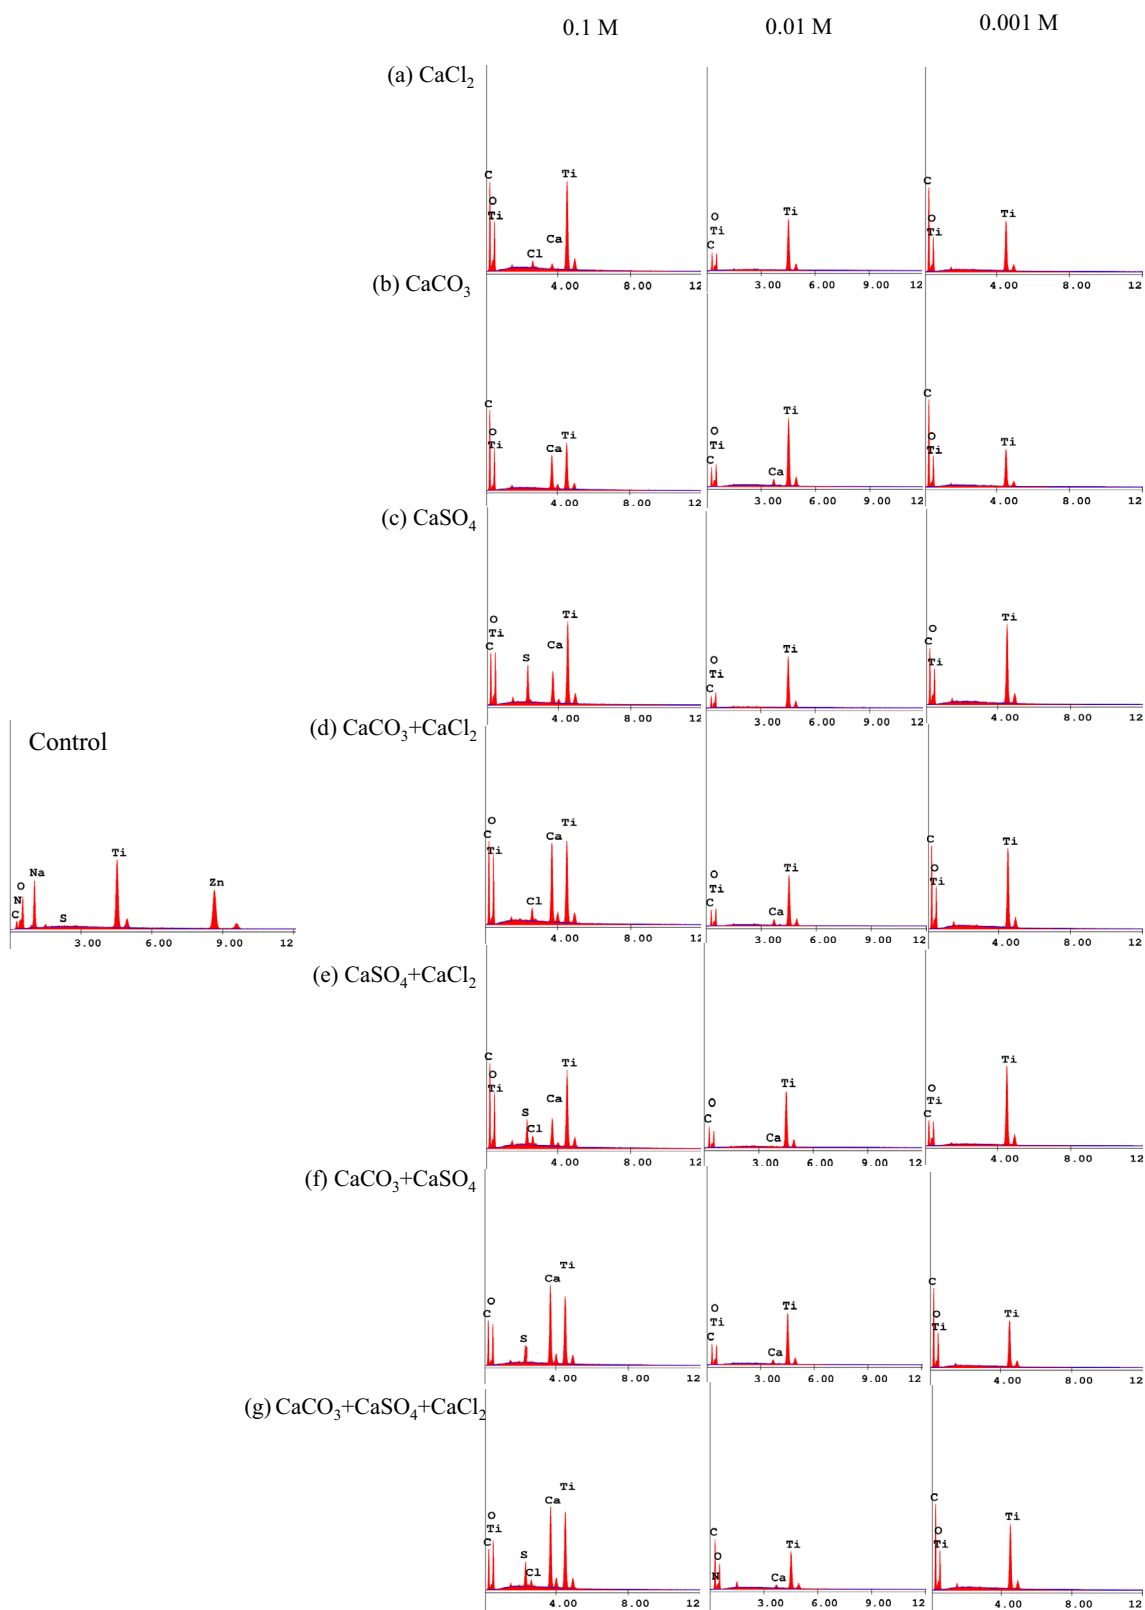 0.1 M 0.01 M 0.001 M
(a) CaCl2
C O Ti Cl Ca Ti 4.00 8.00 12
O Ti C Ti 3.00 6.00 9.00 12
C O Ti Ti 4.00 8.00 12
(b) CaCO3
C O Ti Ca Ti 4.00 8.00 12
O Ti C Ca Ti 3.00 6.00 9.00 12
C O Ti Ti 4.00 8.00 12
(c) CaSO4
O Ti C S Ca Ti 4.00 8.00 12
O Ti C Ti 3.00 6.00 9.00 12
O C Ti Ti 4.00 8.00 12
Control
O N C Na S Ti Zn 3.00 6.00 9.00 12
(d) CaCO3+CaCl2
O C Ti Cl Ca Ti 4.00 8.00 12
O Ti C Ca Ti 3.00 6.00 9.00 12
C O Ti Ti 4.00 8.00 12
(e) CaSO4+CaCl2
C O Ti S Cl Ca Ti 4.00 8.00 12
O C Ca Ti 3.00 6.00 9.00 12
O Ti C Ti 4.00 8.00 12
(f) CaCO3+CaSO4
O C S Ca Ti 4.00 8.00 12
O Ti C Ca Ti 3.00 6.00 9.00 12
C O Ti Ti 4.00 8.00 12
(g) CaCO3+CaSO4+CaCl2
O Ti C S Cl Ca Ti 4.00 8.00 12
C O N Ca Ti 3.00 6.00 9.00 12
C O Ti Ti 4.00 8.00 12